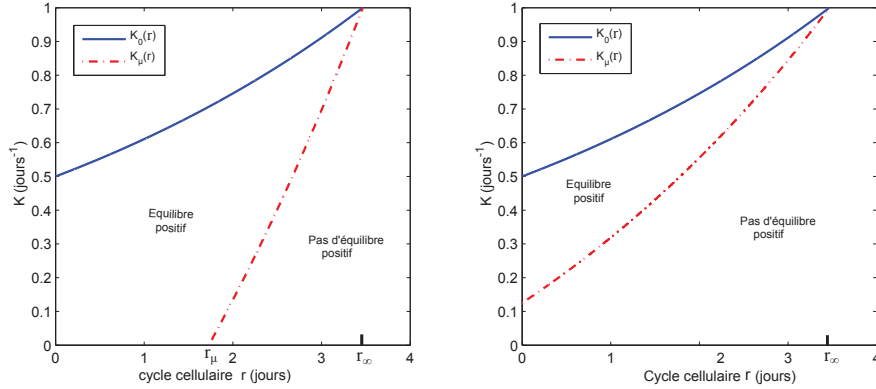 1
0.9
0.8
0.7
0.6
0.5
0.4
0.3
0.2
0.1
0
K (jours⁻¹)
K₀(r)
Kμ(r)
Equilibre
positif
Pas d'équilibre
positif
0 1 2 3 4
rμ r∞
cycle cellulaire r (jours)
1
0.9
0.8
0.7
0.6
0.5
0.4
0.3
0.2
0.1
0
K (jours⁻¹)
K₀(r)
Kμ(r)
Equilibre
positif
Pas d'équilibre
positif
0 1 2 3 4
r∞
Cycle cellulaire r (jours)